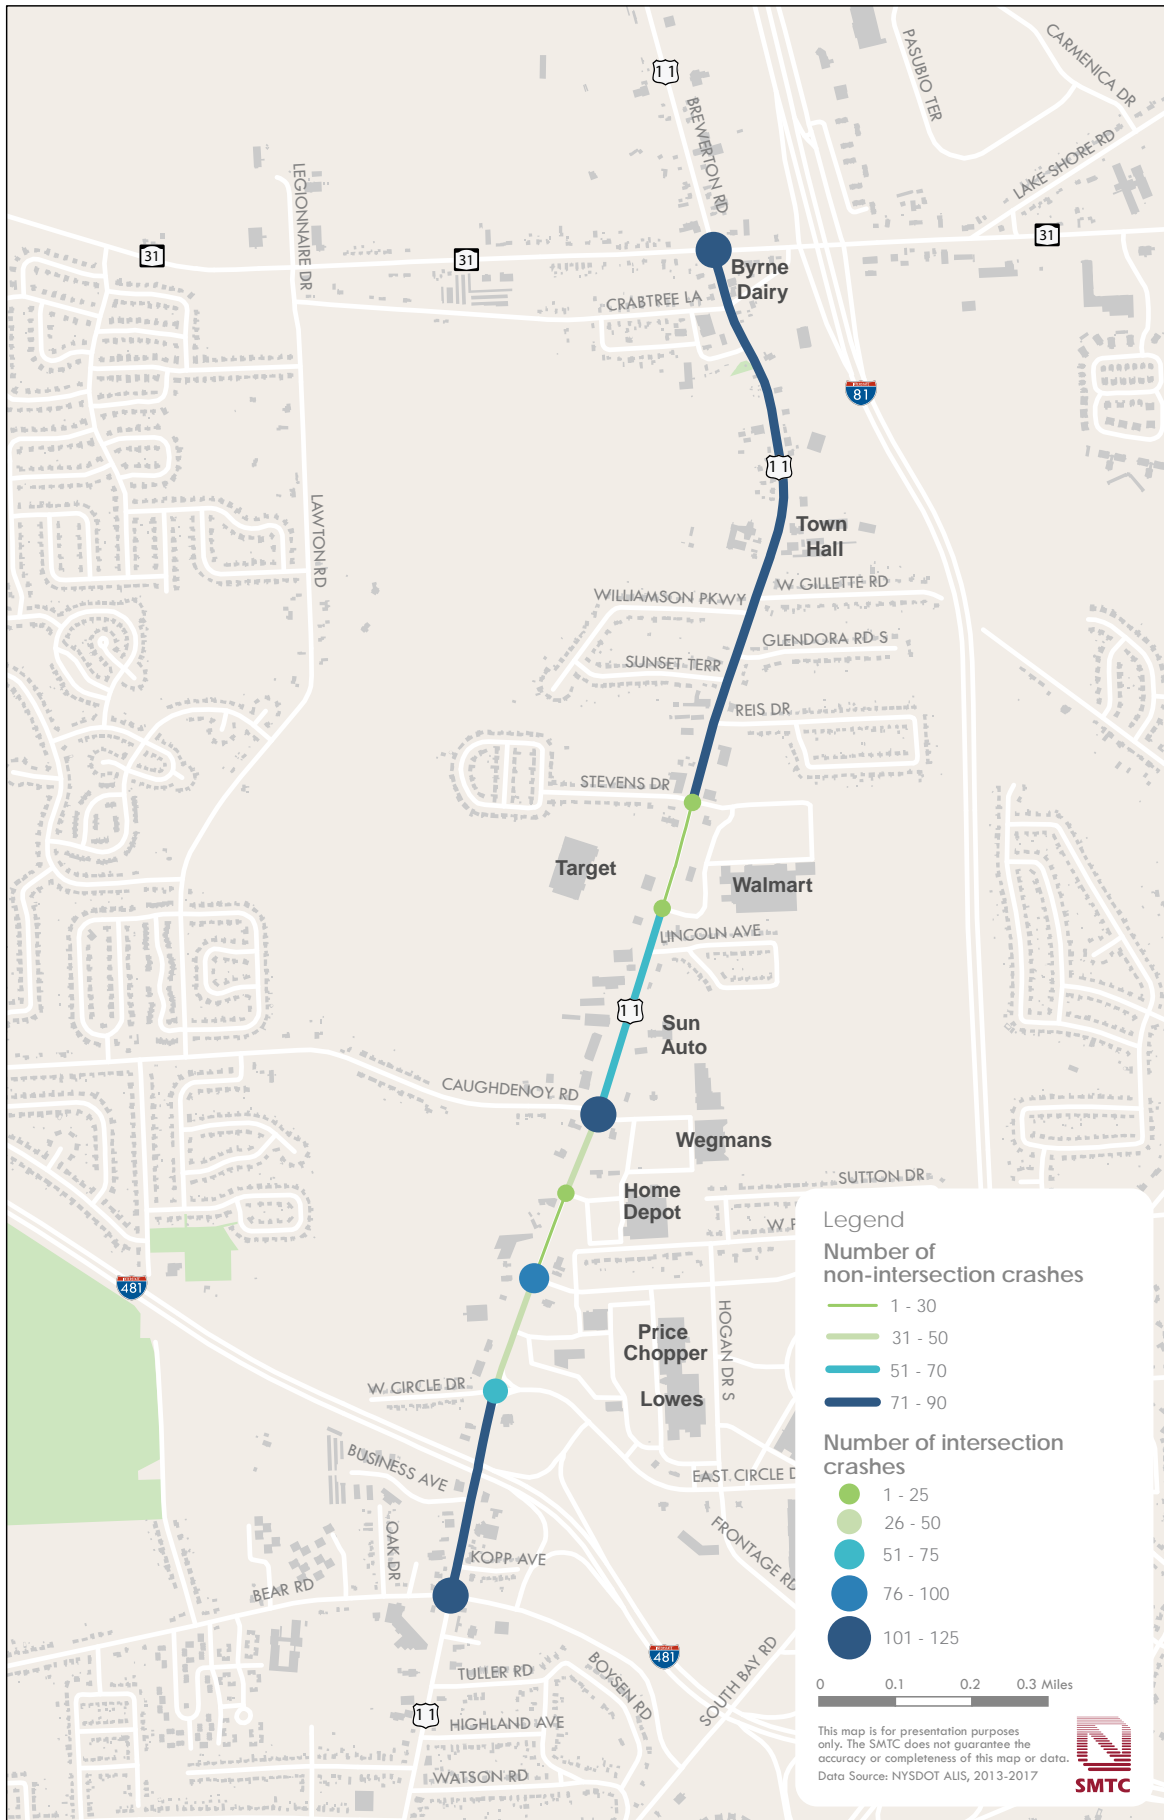 11
BREWERTON RD
PASUBIO TER
CARMENICA DR
LAKE SHORE RD
LEGIONNAIRE DR
31
31
31
Byrne
Dairy
CRABTREE LA
81
11
LAWTON RD
Town
Hall
W GILLETTE RD
WILLIAMSON PKWY
GLENDORA RD S
SUNSET TERR
REIS DR
STEVENS DR
Target
Walmart
LINCOLN AVE
11
Sun
Auto
CAUGHDENOY RD
Wegmans
SUTTON DR
Home
Depot
W
481
HOGAN DR S
Price
Chopper
W CIRCLE DR
Lowes
BUSINESS AVE
EAST CIRCLE D
OAK DR
FRONTAGE RD
KOPP AVE
BEAR RD
481
BOYSEN RD
SOUTH BAY RD
TULLER RD
11
HIGHLAND AVE
WATSON RD
Legend
Number of
non-intersection crashes
1 - 30
31 - 50
51 - 70
71 - 90
Number of intersection
crashes
1 - 25
26 - 50
51 - 75
76 - 100
101 - 125
0 0.1 0.2 0.3 Miles
This map is for presentation purposes
only. The SMTC does not guarantee the
accuracy or completeness of this map or data.
Data Source: NYSDOT ALIS, 2013-2017
SMTC